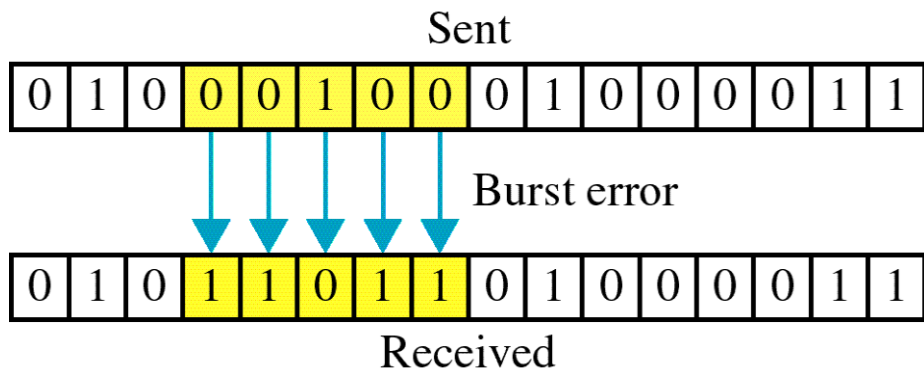 Sent
0 1 0 0 0 1 0 0 0 1 0 0 0 0 1 1
Burst error
0 1 0 1 1 0 1 1 0 1 0 0 0 0 1 1
Received